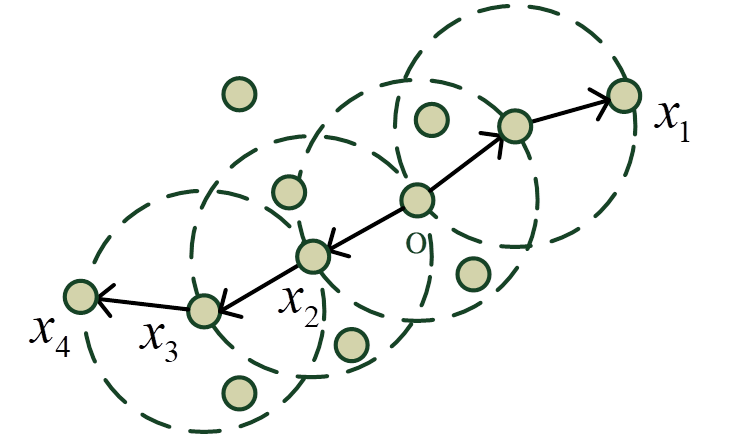 x₁
o
x₂
x₃
x₄